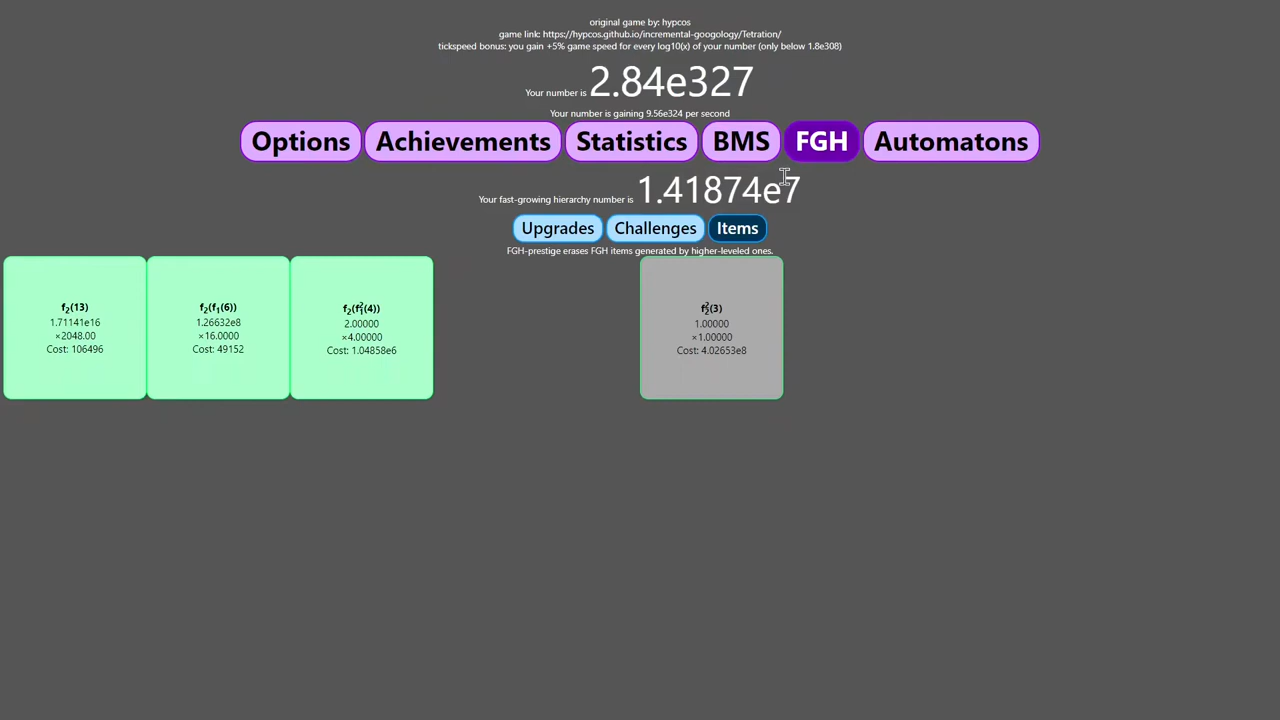 original game by: hypcos
game link: https://hypcos.github.io/incremental-googology/Tetration/
tickspeed bonus: you gain +5% game speed for every log10(x) of your number (only below 1.8e308)
Your number is 2.84e327
Your number is gaining 9.56e324 per second
Options Achievements Statistics BMS FGH Automatons
Your fast-growing hierarchy number is 1.41874e7
Upgrades Challenges Items
FGH-prestige erases FGH items generated by higher-leveled ones.
f₂(13)
1.71141e16
×2048.00
Cost: 106496
f₂(f₁(6))
1.26632e8
×16.0000
Cost: 49152
f₂(f₁²(4))
2.00000
×4.00000
Cost: 1.04858e6
f₂²(3)
1.00000
×1.00000
Cost: 4.02653e8